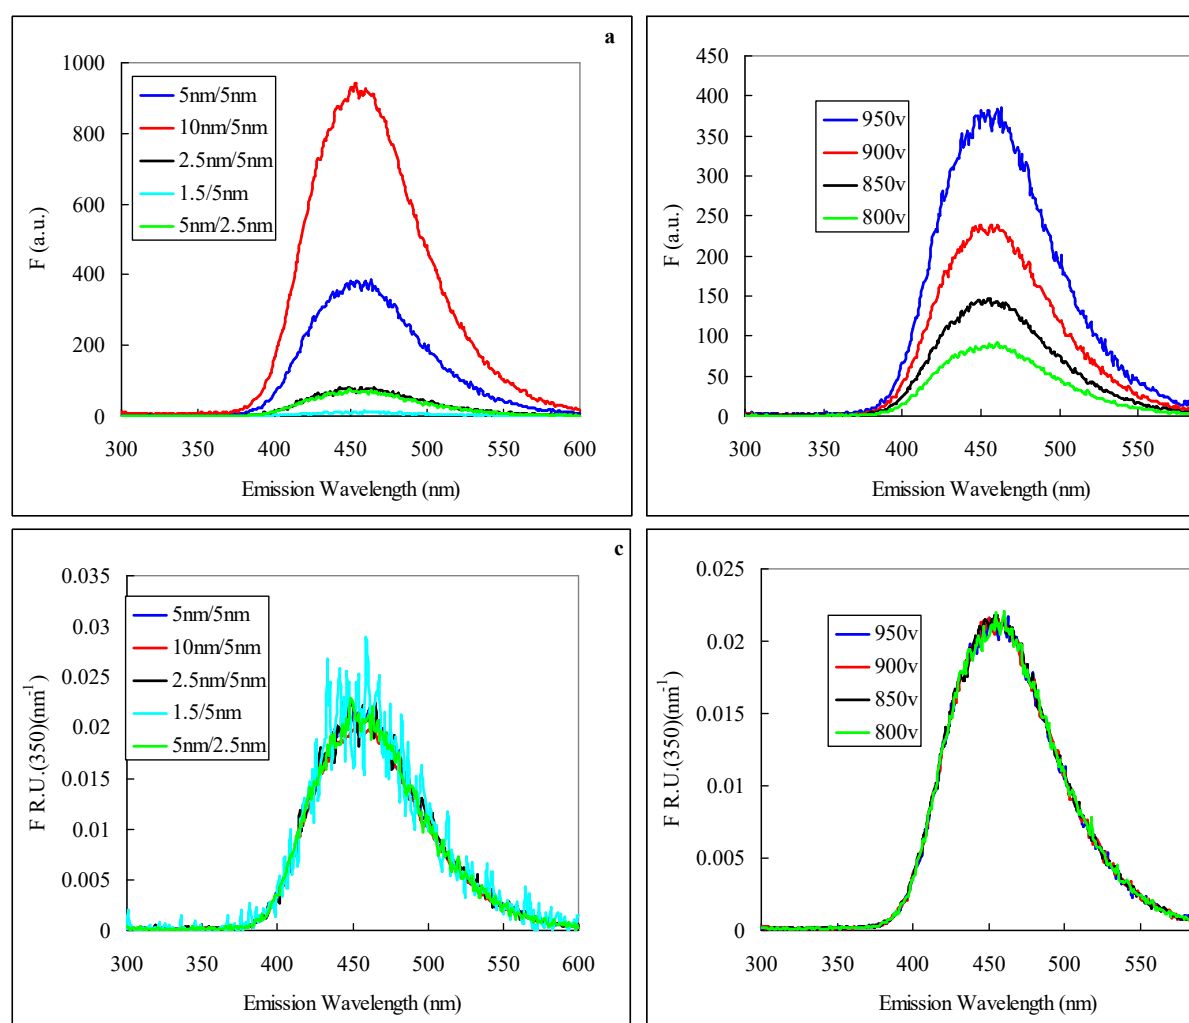 a
1000
800
600
400
200
0
F (a.u.)
5nm/5nm
10nm/5nm
2.5nm/5nm
1.5/5nm
5nm/2.5nm
300 350 400 450 500 550 600
Emission Wavelength (nm)
450
400
350
300
250
200
150
100
50
0
F (a.u.)
950v
900v
850v
800v
300 350 400 450 500 550
Emission Wavelength (nm)
c
0.035
0.03
0.025
0.02
0.015
0.01
0.005
0
F R.U.(350)(nm⁻¹)
5nm/5nm
10nm/5nm
2.5nm/5nm
1.5/5nm
5nm/2.5nm
300 350 400 450 500 550 600
Emission Wavelength (nm)
0.025
0.02
0.015
0.01
0.005
0
F R.U.(350)(nm⁻¹)
950v
900v
850v
800v
300 350 400 450 500 550
Emission Wavelength (nm)